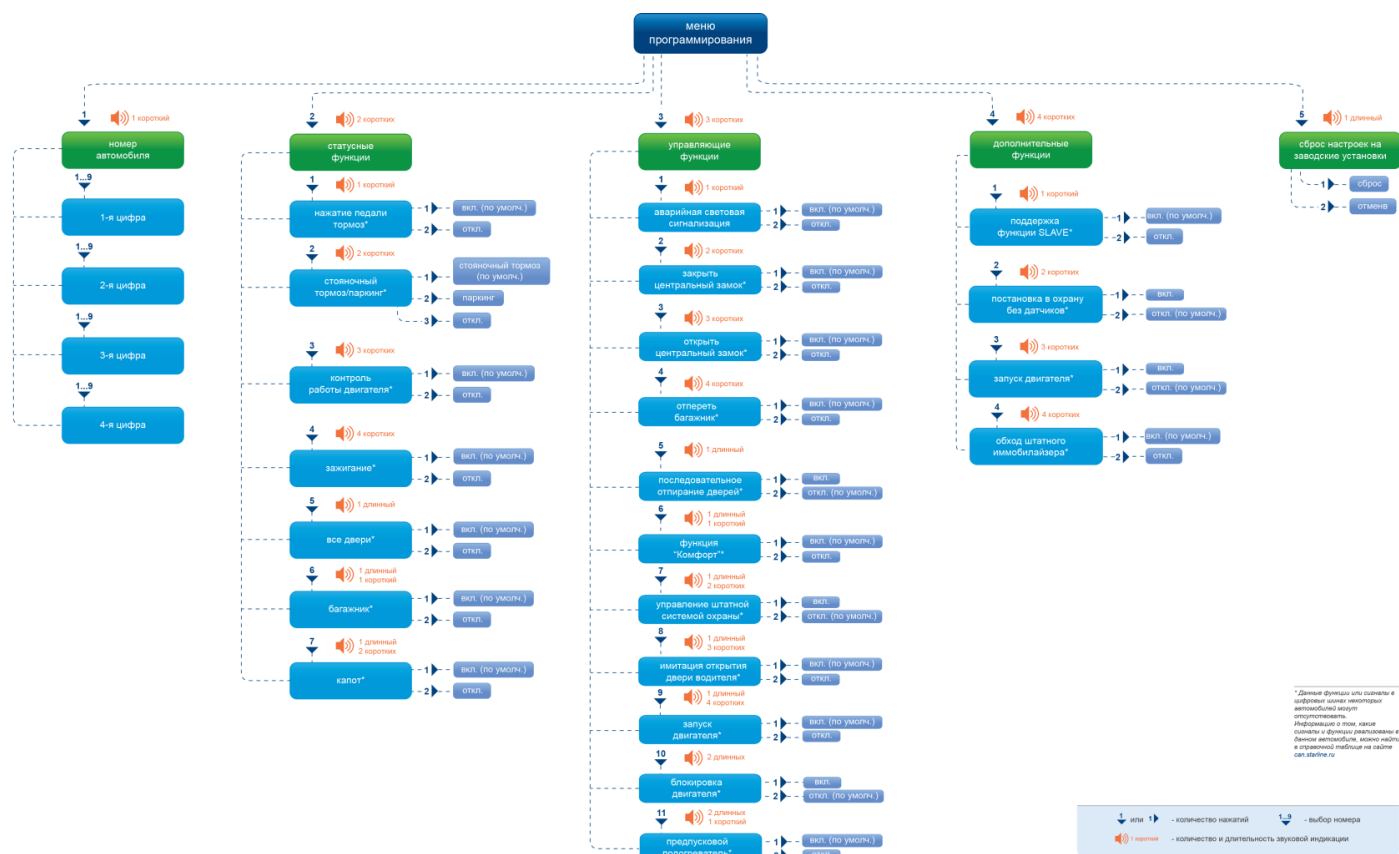 меню
программирования
1
1 короткий
номер
автомобиля
1...9
1-я цифра
1...9
2-я цифра
1...9
3-я цифра
1...9
4-я цифра
2
2 коротких
статусные
функции
1
1 короткий
нажатие педали
тормоз*
1 вкл. (по умолч.)
2 откл.
2
2 коротких
стояночный
тормоз/паркинг*
1 стояночный тормоз
(по умолч.)
2 паркинг
3 откл.
3
3 коротких
контроль
работы двигателя*
1 вкл. (по умолч.)
2 откл.
4
4 коротких
зажигание*
1 вкл. (по умолч.)
2 откл.
5
1 длинный
все двери*
1 вкл. (по умолч.)
2 откл.
6
1 длинный
1 короткий
багажник*
1 вкл. (по умолч.)
2 откл.
7
1 длинный
2 коротких
капот*
1 вкл. (по умолч.)
2 откл.
3
3 коротких
управляющие
функции
1
1 короткий
аварийная световая
сигнализация
1 вкл. (по умолч.)
2 откл.
2
2 коротких
закрыть
центральный замок*
1 вкл. (по умолч.)
2 откл.
3
3 коротких
открыть
центральный замок*
1 вкл. (по умолч.)
2 откл.
4
4 коротких
отпереть
багажник*
1 вкл. (по умолч.)
2 откл.
5
1 длинный
последовательное
отпирание дверей*
1 вкл.
2 откл. (по умолч.)
6
1 длинный
1 короткий
функция
"Комфорт"*
1 вкл. (по умолч.)
2 откл.
7
1 длинный
2 коротких
управление штатной
системой охраны*
1 вкл.
2 откл. (по умолч.)
8
1 длинный
3 коротких
имитация открытия
двери водителя*
1 вкл. (по умолч.)
2 откл.
9
1 длинный
4 коротких
запуск
двигателя*
1 вкл. (по умолч.)
2 откл.
10
2 длинных
блокировка
двигателя*
1 вкл.
2 откл. (по умолч.)
11
2 длинных
1 короткий
предпусковой
подогреватель*
1 вкл. (по умолч.)
2 откл.
4
4 коротких
дополнительные
функции
1
1 короткий
поддержка
функции SLAVE*
1 вкл. (по умолч.)
2 откл.
2
2 коротких
постановка в охрану
без датчиков*
1 вкл.
2 откл. (по умолч.)
3
3 коротких
запуск двигателя*
1 вкл.
2 откл. (по умолч.)
4
4 коротких
обход штатного
иммобилайзера*
1 вкл. (по умолч.)
2 откл.
5
1 длинный
сброс настроек на
заводские установки
1 сброс
2 отменв
* Данные функции или сигналы в
цифровых шинах некоторых
автомобилей могут
отсутствовать.
Информацию о том, какие
сигналы и функции реализованы в
данном автомобиле, можно найти
в справочной таблице на сайте
can.starline.ru
1 или 1 - количество нажатий
1...9 - выбор номера
1 короткий - количество и длительность звуковой индикации